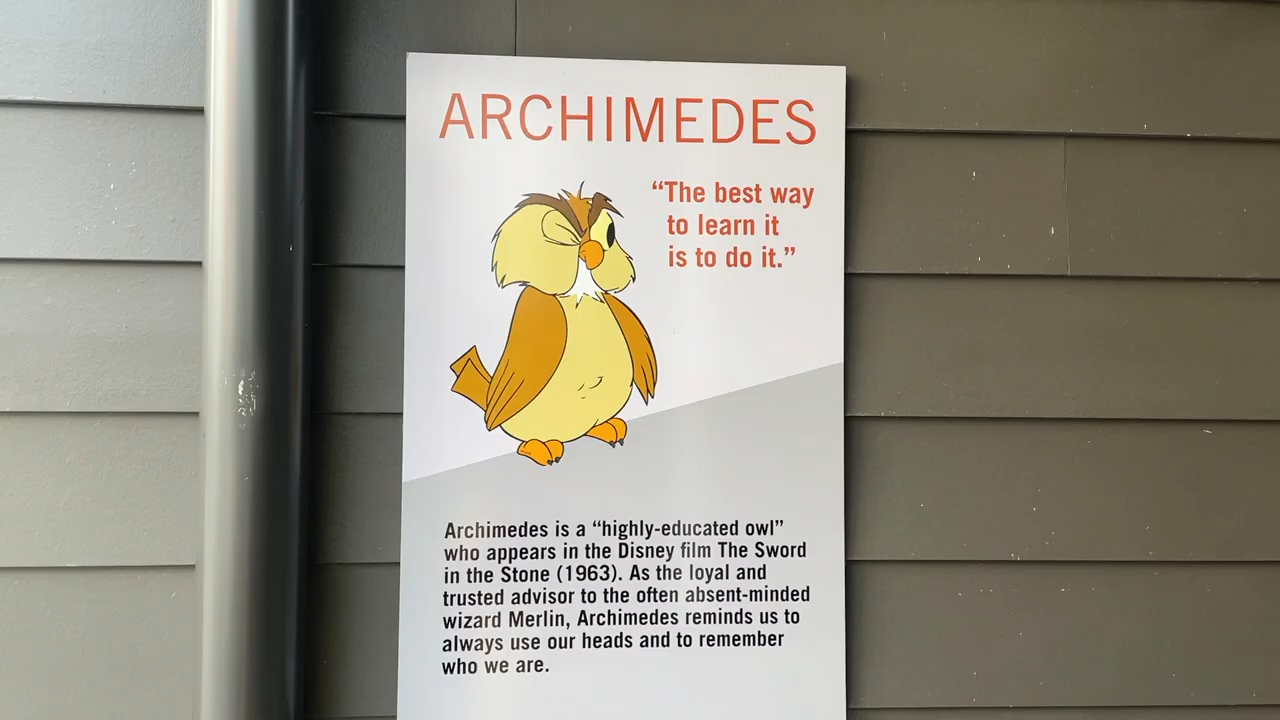 ARCHIMEDES
“The best way
to learn it
is to do it.”
Archimedes is a “highly-educated owl”
who appears in the Disney film The Sword
in the Stone (1963). As the loyal and
trusted advisor to the often absent-minded
wizard Merlin, Archimedes reminds us to
always use our heads and to remember
who we are.